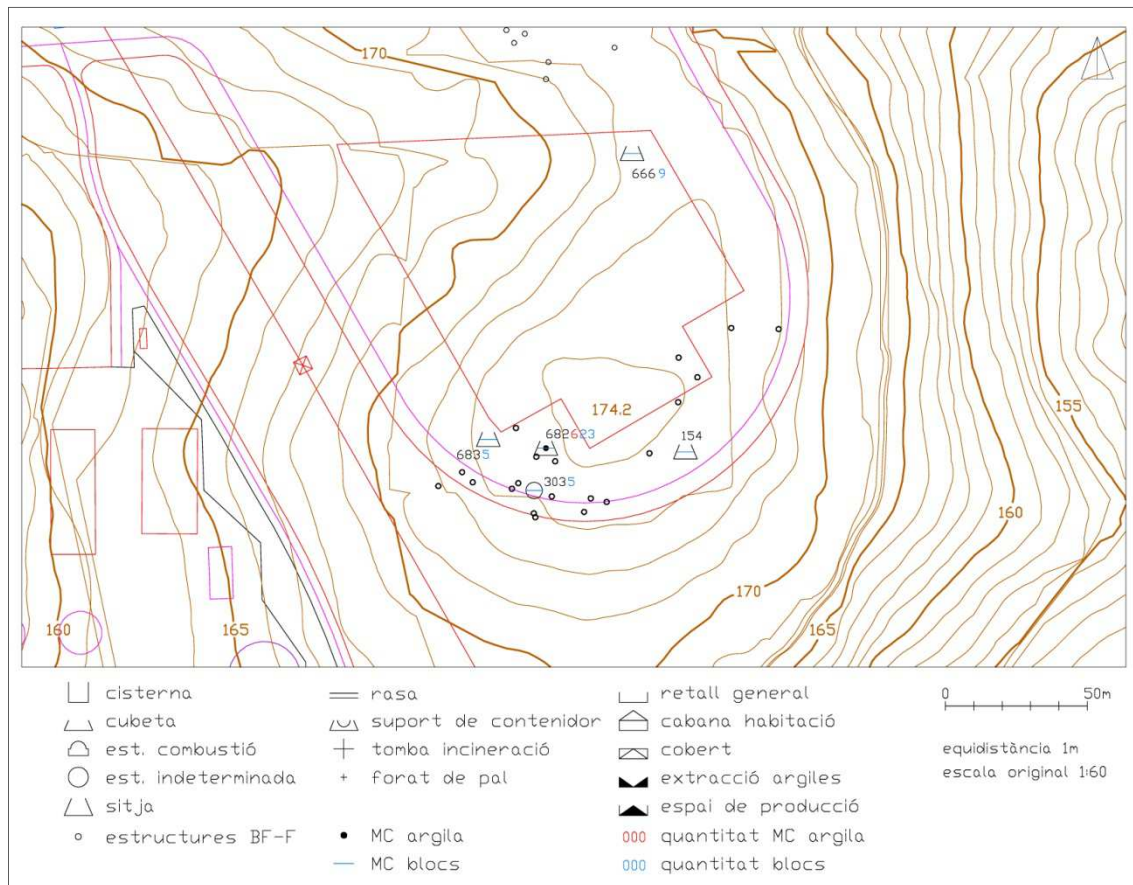 170
6669
174.2
155
682623
154
6835
3035
160
170
160
165
165
cisterna
rasa
retall general
0 50m
cubeta
suport de contenidor
cabana habitació
est. combustió
tomba incineració
cobert
equidistància 1m
est. indeterminada
forat de pal
extracció argiles
escala original 1:60
sitja
espai de producció
estructures BF-F
MC argila
000 quantitat MC argila
MC blocs
000 quantitat blocs